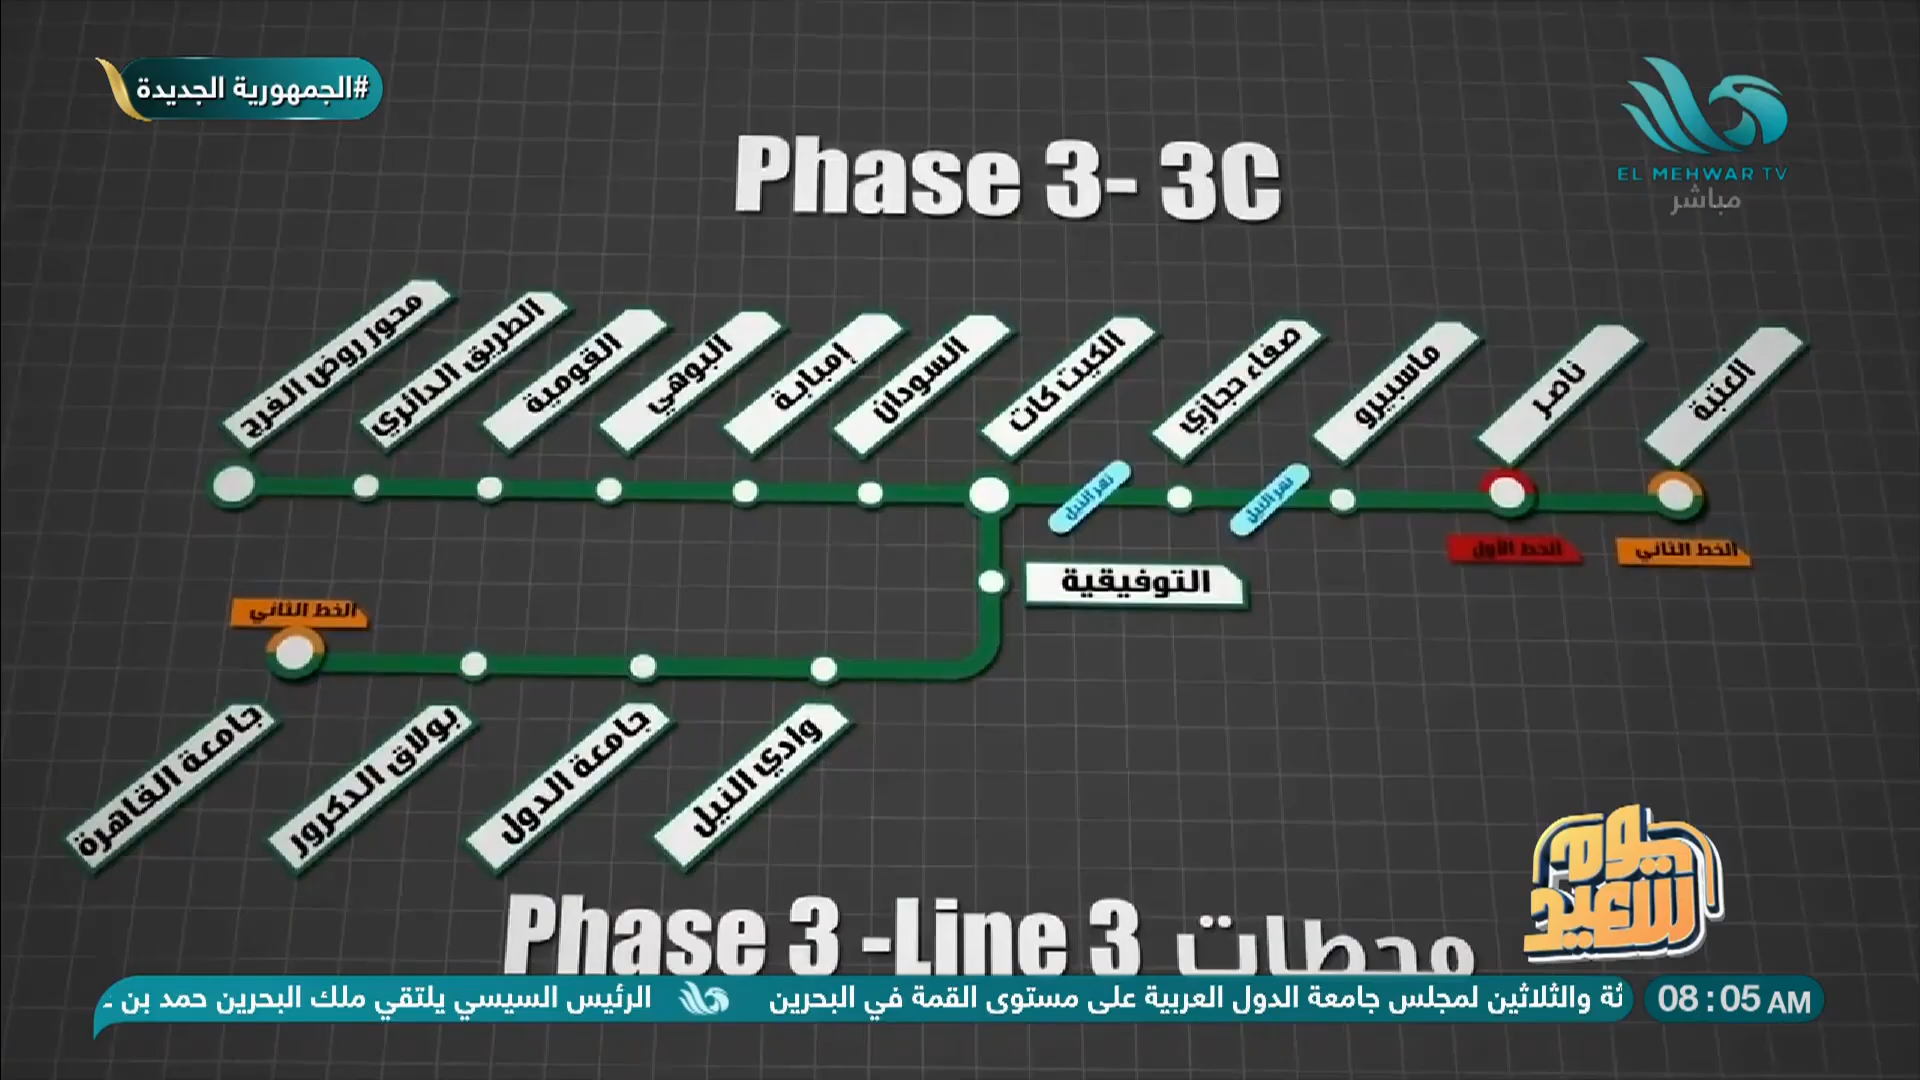 #الجمهورية الجديدة
EL MEHWAR TV
مباشر
Phase 3- 3C
محور روض الفرج
الطريق الدائري
القومية
البوهي
إمبابة
السودان
الكيت كات
صفاء حجازي
ماسبيرو
ناصر
العتبة
نهر النيل
نهر النيل
الخط الأول
الخط الثاني
التوفيقية
الخط الثاني
جامعة القاهرة
بولاق الدكرور
جامعة الدول
وادي النيل
محطات Phase 3 -Line 3
يوم سعيد
ئة والثلاثين لمجلس جامعة الدول العربية على مستوى القمة في البحرين
الرئيس السيسي يلتقي ملك البحرين حمد بن
08:05 AM